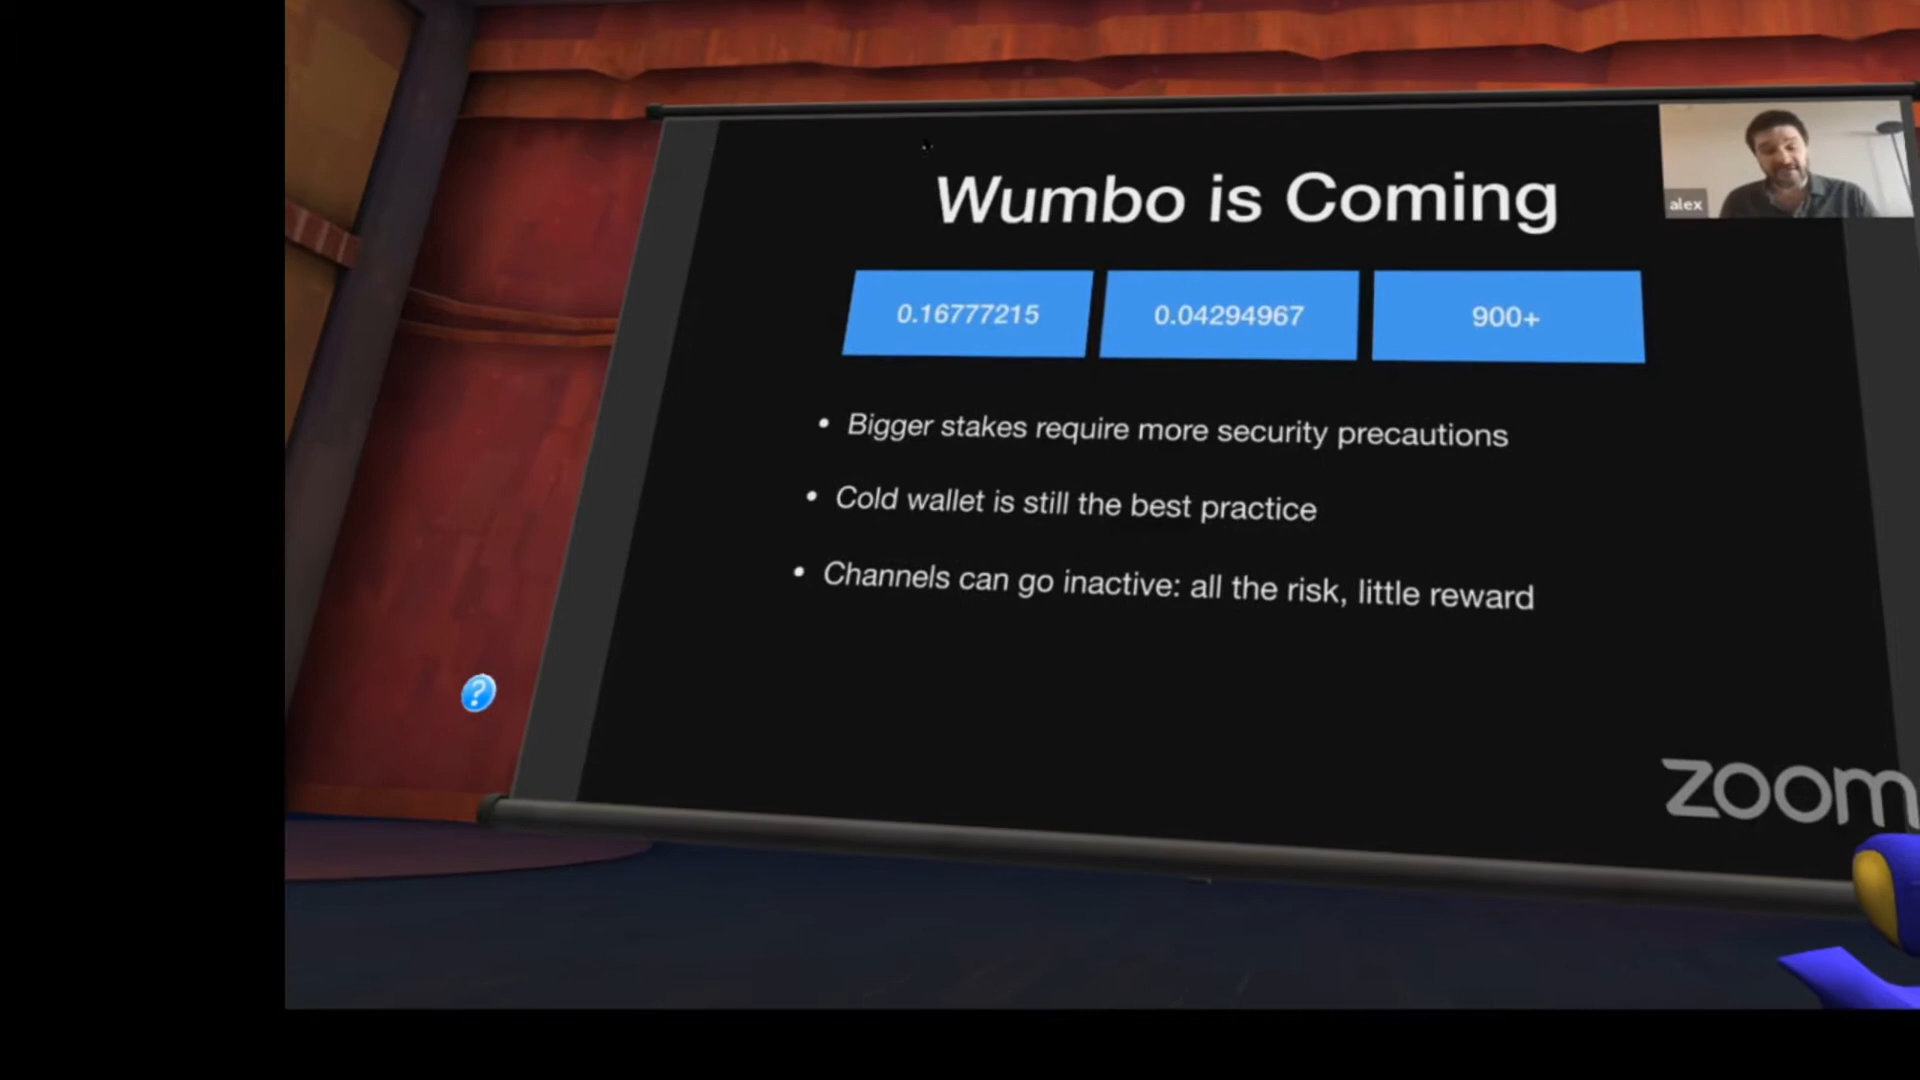 Wumbo is Coming
alex
0.16777215
0.04294967
900+
• Bigger stakes require more security precautions
• Cold wallet is still the best practice
• Channels can go inactive: all the risk, little reward
?
zoom